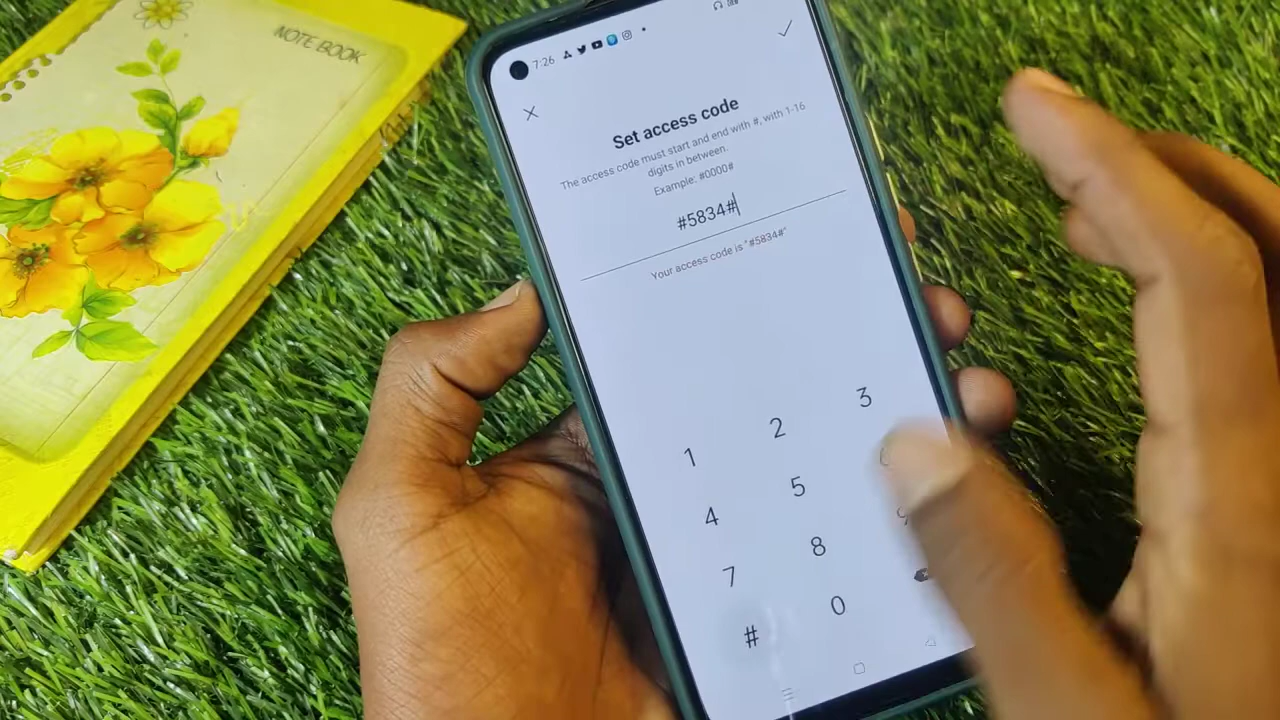 NOTE BOOK
7:26
Set access code
The access code must start and end with #, with 1-16
digits in between.
Example: #0000#
#5834#
Your access code is "#5834#"
1 2 3
4 5
7 8 9
# 0